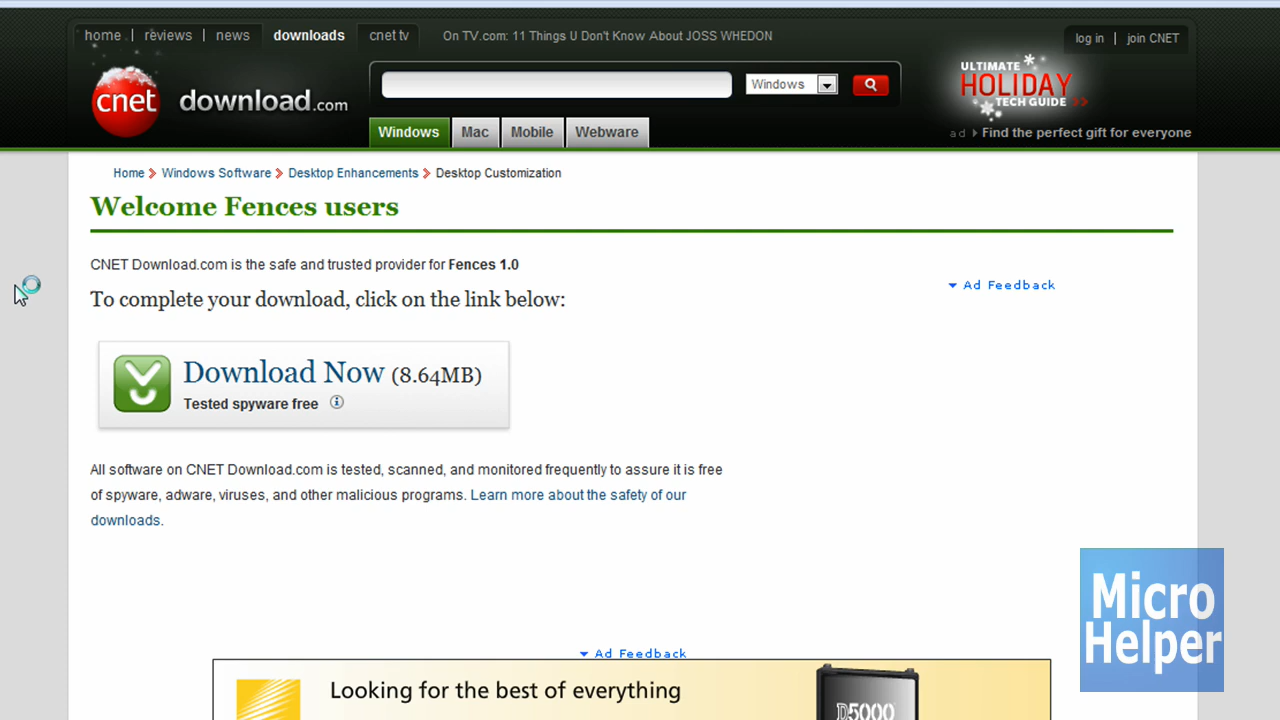 home | reviews | news downloads cnet tv On TV.com: 11 Things U Don't Know About JOSS WHEDON log in | join CNET
cnet download.com Windows
ULTIMATE
HOLIDAY
TECH GUIDE
Windows Mac Mobile Webware
ad Find the perfect gift for everyone
Home Windows Software Desktop Enhancements Desktop Customization
Welcome Fences users
CNET Download.com is the safe and trusted provider for Fences 1.0
Ad Feedback
To complete your download, click on the link below:
Download Now (8.64MB)
Tested spyware free
All software on CNET Download.com is tested, scanned, and monitored frequently to assure it is free
of spyware, adware, viruses, and other malicious programs. Learn more about the safety of our
downloads.
Micro
Helper
Ad Feedback
Looking for the best of everything
D5000